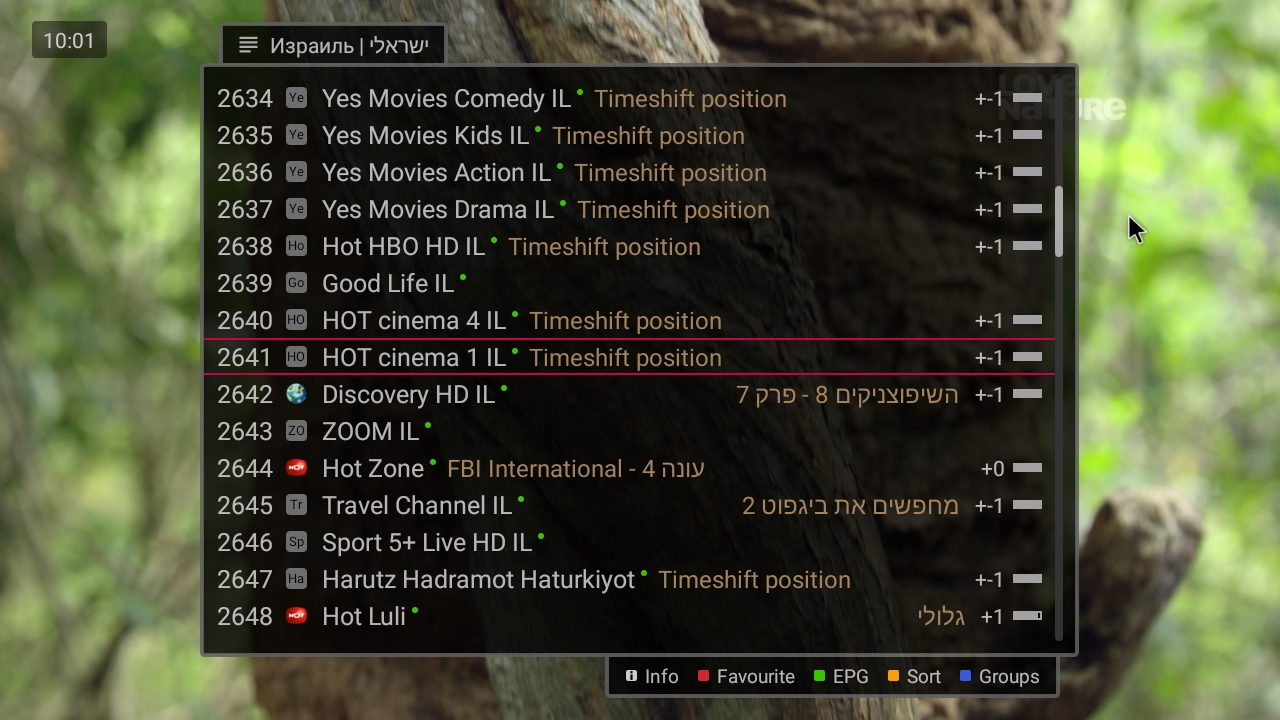 10:01
Израиль | ישראלי
LOVE
NATURE
2634 Ye Yes Movies Comedy IL Timeshift position +-1
2635 Ye Yes Movies Kids IL Timeshift position +-1
2636 Ye Yes Movies Action IL Timeshift position +-1
2637 Ye Yes Movies Drama IL Timeshift position +-1
2638 Ho Hot HBO HD IL Timeshift position +-1
2639 Go Good Life IL
2640 HO HOT cinema 4 IL Timeshift position +-1
2641 HO HOT cinema 1 IL Timeshift position +-1
2642 Discovery HD IL השיפוצניקים 8 - פרק 7 +-1
2643 ZO ZOOM IL
2644 HOT Hot Zone FBI International - 4 עונה +0
2645 Tr Travel Channel IL מחפשים את ביגפוט 2 +-1
2646 Sp Sport 5+ Live HD IL
2647 Ha Harutz Hadramot Haturkiyot Timeshift position +-1
2648 HOT Hot Luli גלולי +1
Info Favourite EPG Sort Groups